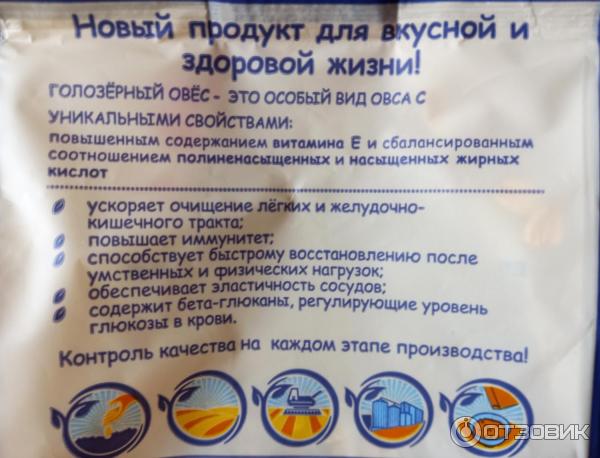 Новый продукт для вкусной и
здоровой жизни!
ГОЛОЗЁРНЫЙ ОВЁС - ЭТО ОСОБЫЙ ВИД ОВСА С
УНИКАЛЬНЫМИ СВОЙСТВАМИ:
повышенным содержанием витамина Е и сбалансированным
соотношением полиненасыщенных и насыщенных жирных
кислот
ускоряет очищение лёгких и желудочно-
кишечного тракта;
повышает иммунитет;
способствует быстрому восстановлению после
умственных и физических нагрузок;
обеспечивает эластичность сосудов;
содержит бета-глюканы, регулирующие уровень
глюкозы в крови.
Контроль качества на каждом этапе производства!
ОТЗОВИК